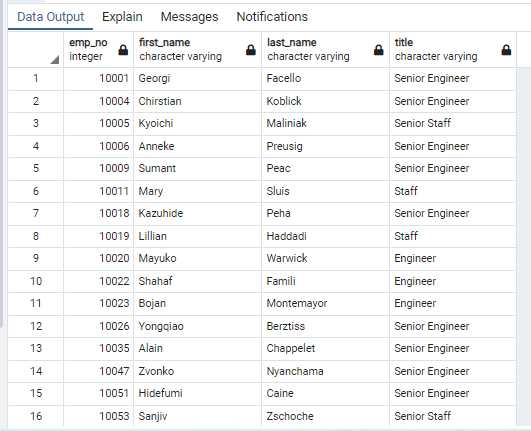 Data Output Explain Messages Notifications
emp_no first_name last_name title
integer character varying character varying character varying
1 10001 Georgi Facello Senior Engineer
2 10004 Chirstian Koblick Senior Engineer
3 10005 Kyoichi Maliniak Senior Staff
4 10006 Anneke Preusig Senior Engineer
5 10009 Sumant Peac Senior Engineer
6 10011 Mary Sluis Staff
7 10018 Kazuhide Peha Senior Engineer
8 10019 Lillian Haddadi Staff
9 10020 Mayuko Warwick Engineer
10 10022 Shahaf Famili Engineer
11 10023 Bojan Montemayor Engineer
12 10026 Yongqiao Berztiss Senior Engineer
13 10035 Alain Chappelet Senior Engineer
14 10047 Zvonko Nyanchama Senior Engineer
15 10051 Hidefumi Caine Senior Engineer
16 10053 Sanjiv Zschoche Senior Staff